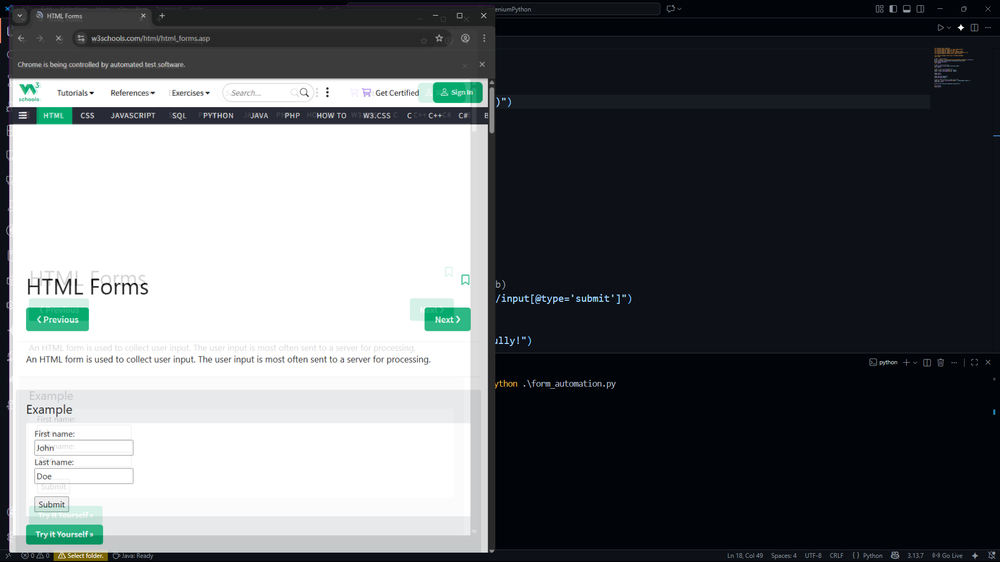 HTML Forms
eniumPython
w3schools.com/html/html_forms.asp
Chrome is being controlled by automated test software.
W3 schools
Tutorials
References
Exercises
Search...
Get Certified
Sign In
HTML CSS JAVASCRIPT SQL PYTHON JAVA PHP HOW TO W3.CSS C C++ C# B
)")
HTML Forms
❮ Previous
Next ❯
b)
/input[@type='submit']")
ully!")
An HTML form is used to collect user input. The user input is most often sent to a server for processing.
python
ython .\form_automation.py
Example
First name:
John
Last name:
Doe
Submit
Try it Yourself »
0 0 Select folder. Java: Ready
Ln 18, Col 49 Spaces: 4 UTF-8 CRLF { } Python 3.13.7 Go Live